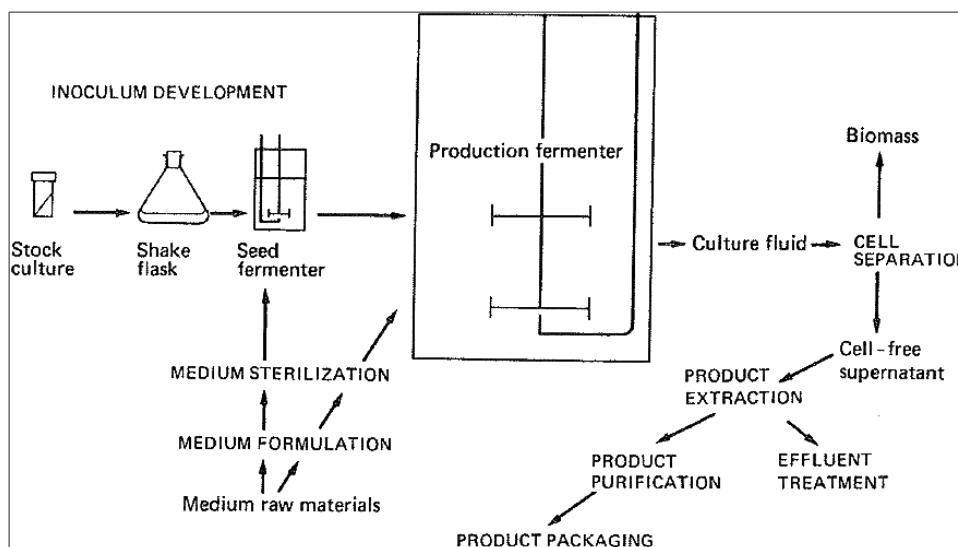 INOCULUM DEVELOPMENT
Production fermenter
Biomass
Stock
culture
Shake
flask
Seed
fermenter
Culture fluid
CELL
SEPARATION
Cell-free
supernatant
MEDIUM STERILIZATION
PRODUCT
EXTRACTION
MEDIUM FORMULATION
PRODUCT
PURIFICATION
EFFLUENT
TREATMENT
Medium raw materials
PRODUCT PACKAGING